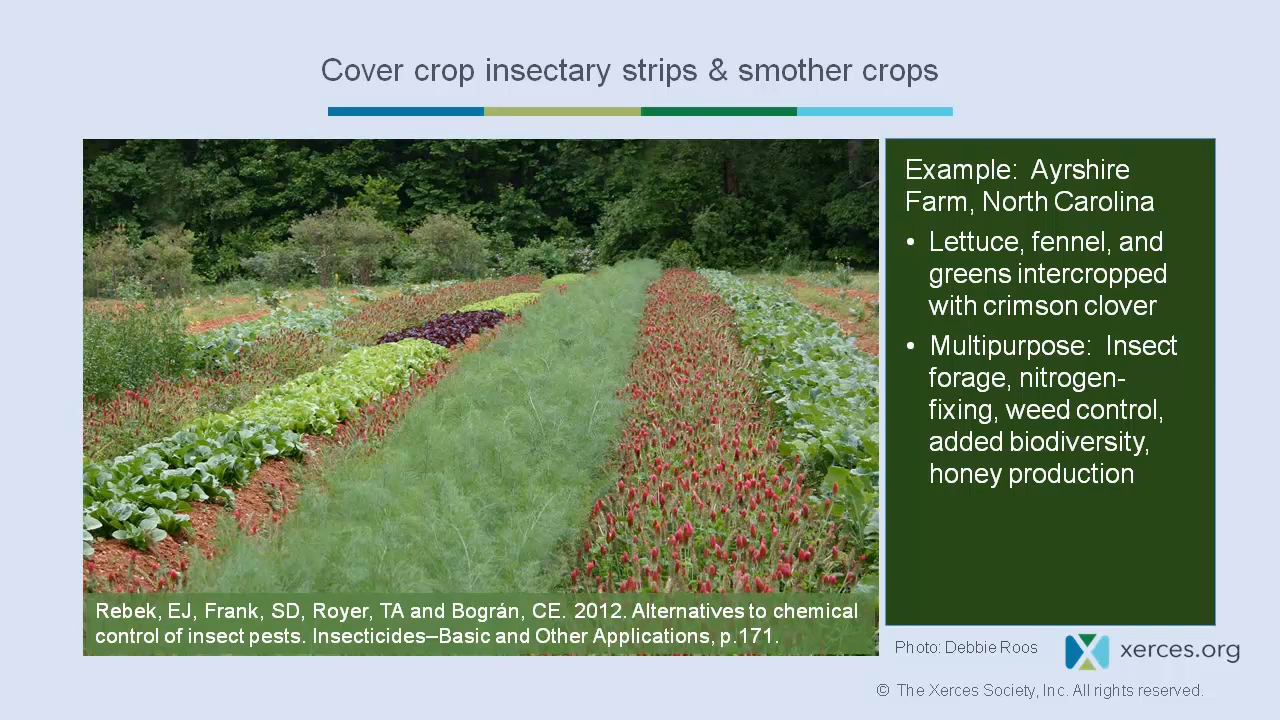 Cover crop insectary strips & smother crops
Example:  Ayrshire
Farm, North Carolina
• Lettuce, fennel, and
greens intercropped
with crimson clover
• Multipurpose:  Insect
forage, nitrogen-
fixing, weed control,
added biodiversity,
honey production
Rebek, EJ, Frank, SD, Royer, TA and Bográn, CE. 2012. Alternatives to chemical
control of insect pests. Insecticides–Basic and Other Applications, p.171.
Photo: Debbie Roos
xerces.org
© The Xerces Society, Inc. All rights reserved.